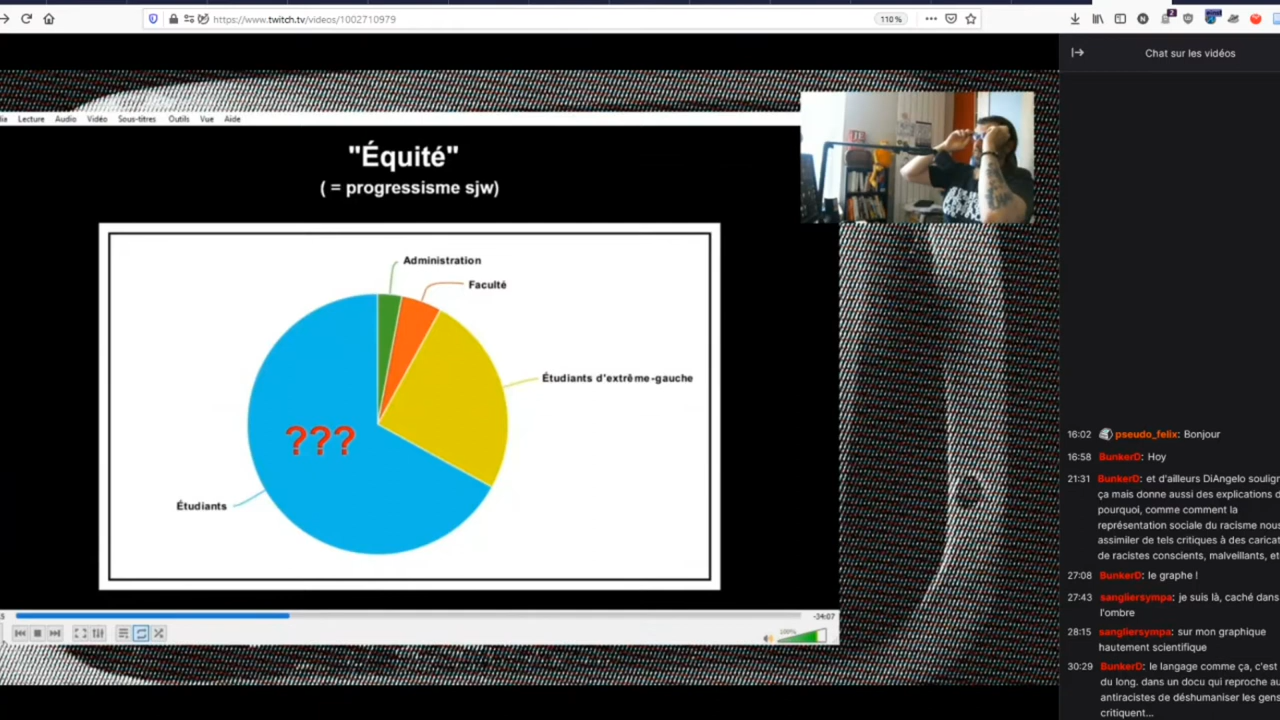 https://www.twitch.tv/videos/1002710979
110%
Chat sur les vidéos
Lecture Audio Vidéo Sous-titres Outils Vue Aide
"Équité"
( = progressisme sjw)
Administration
Faculté
Étudiants d'extrême-gauche
???
Étudiants
-34:07
100%
16:02 pseudo_felix: Bonjour
16:58 BunkerD: Hoy
21:31 BunkerD: et d'ailleurs DiAngelo soulign
ça mais donne aussi des explications d
pourquoi, comme comment la
représentation sociale du racisme nous
assimiler de tels critiques à des caricat
de racistes conscients, malveillants, et
27:08 BunkerD: le graphe !
27:43 sangliersympa: je suis là, caché dans
l'ombre
28:15 sangliersympa: sur mon graphique
hautement scientifique
30:29 BunkerD: le langage comme ça, c'est
du long. dans un docu qui reproche au
antiracistes de déshumaniser les gens
critiquent...